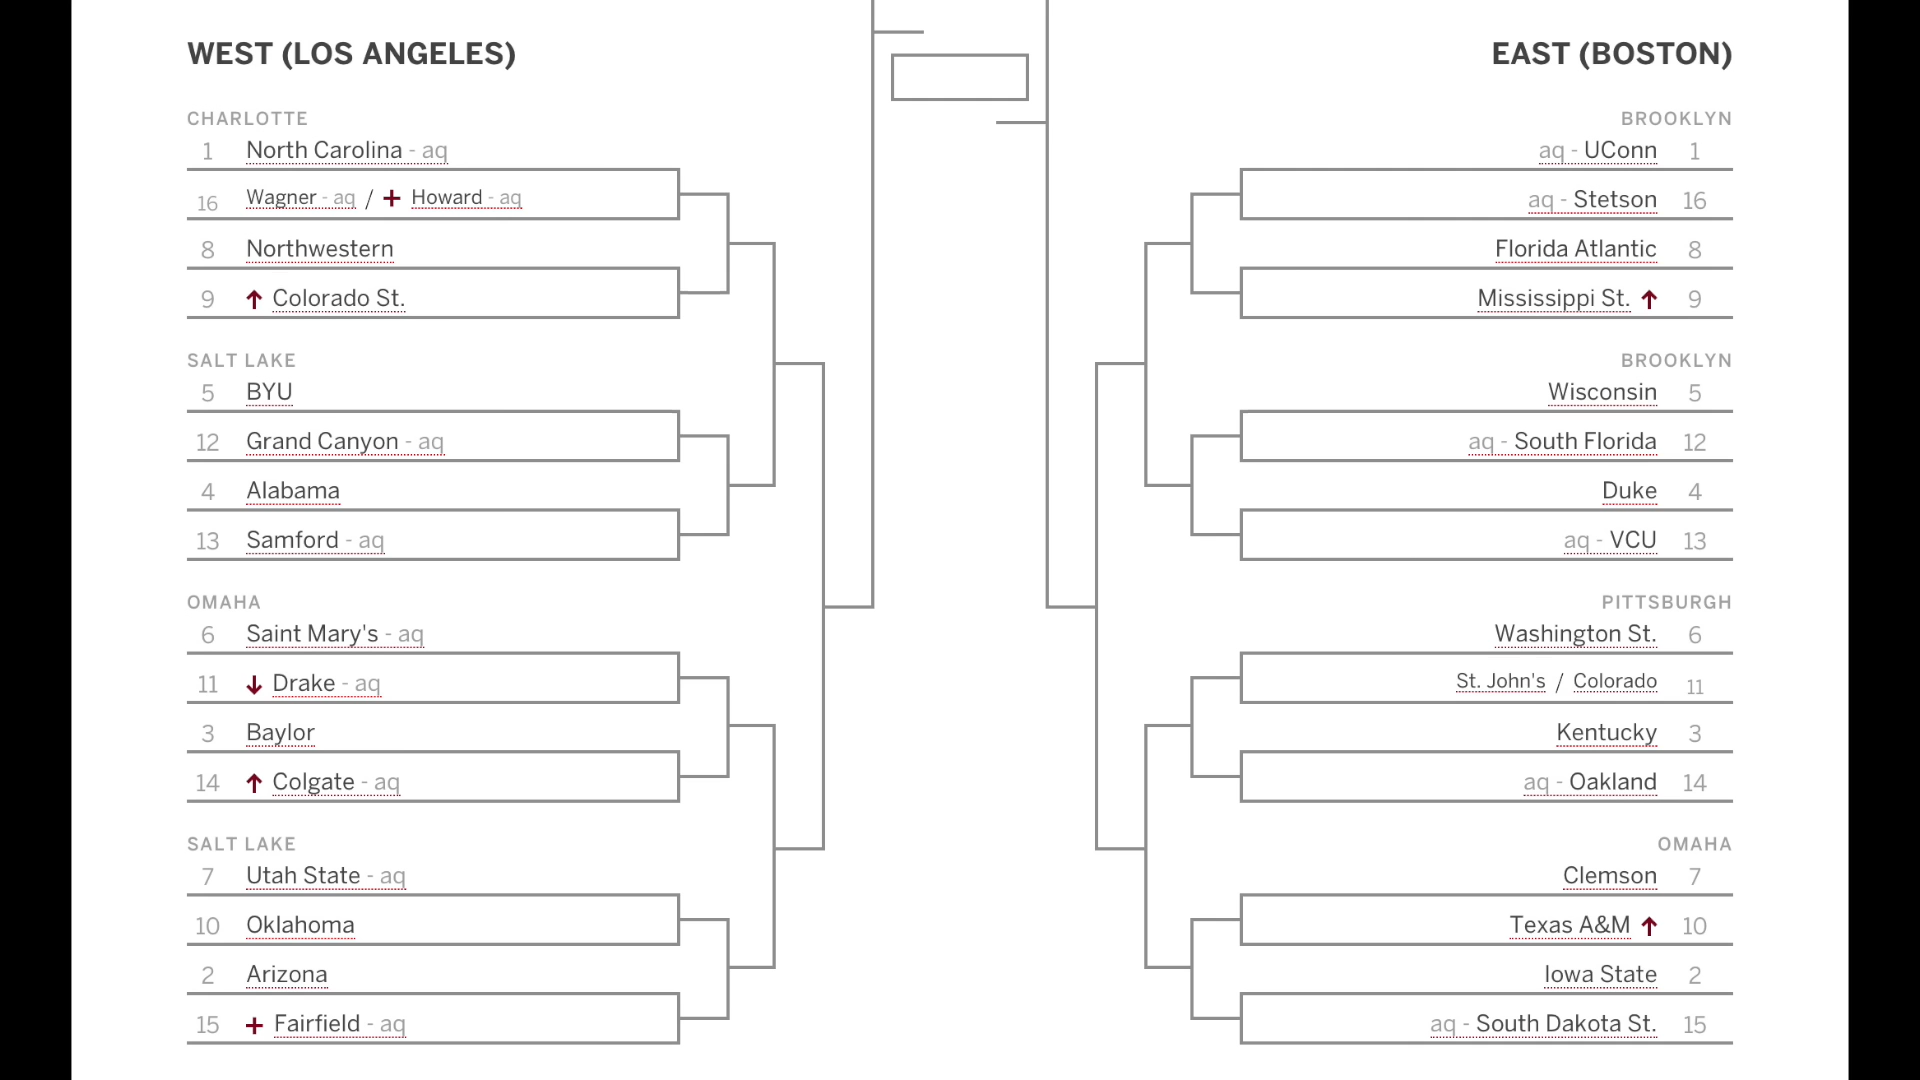 WEST (LOS ANGELES)
CHARLOTTE
1 North Carolina - aq
16 Wagner - aq / + Howard - aq
8 Northwestern
9 ↑ Colorado St.
SALT LAKE
5 BYU
12 Grand Canyon - aq
4 Alabama
13 Samford - aq
OMAHA
6 Saint Mary's - aq
11 ↓ Drake - aq
3 Baylor
14 ↑ Colgate - aq
SALT LAKE
7 Utah State - aq
10 Oklahoma
2 Arizona
15 + Fairfield - aq
EAST (BOSTON)
BROOKLYN
aq - UConn 1
aq - Stetson 16
Florida Atlantic 8
Mississippi St. ↑ 9
BROOKLYN
Wisconsin 5
aq - South Florida 12
Duke 4
aq - VCU 13
PITTSBURGH
Washington St. 6
St. John's / Colorado 11
Kentucky 3
aq - Oakland 14
OMAHA
Clemson 7
Texas A&M ↑ 10
Iowa State 2
aq - South Dakota St. 15